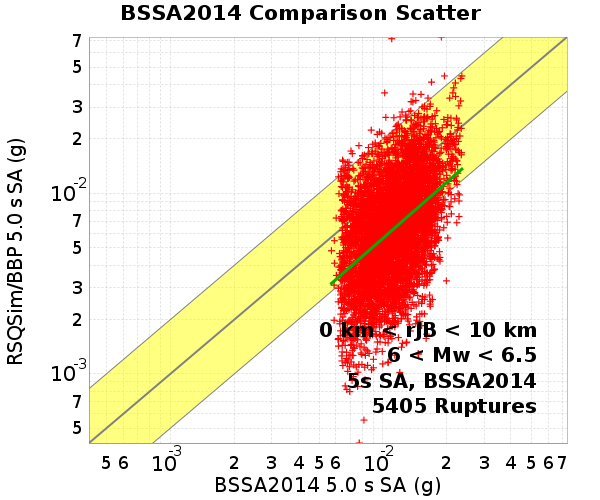 BSSA2014 Comparison Scatter
RSQSim/BBP 5.0 s SA (g)
7
5
3
2
10^-2
7
5
3
2
10^-3
7
5
0 km < rJB < 10 km
6 < Mw < 6.5
5s SA, BSSA2014
5405 Ruptures
5 6 10^-3 2 3 4 5 6 10^-2 2 3 4 5 6 7
BSSA2014 5.0 s SA (g)